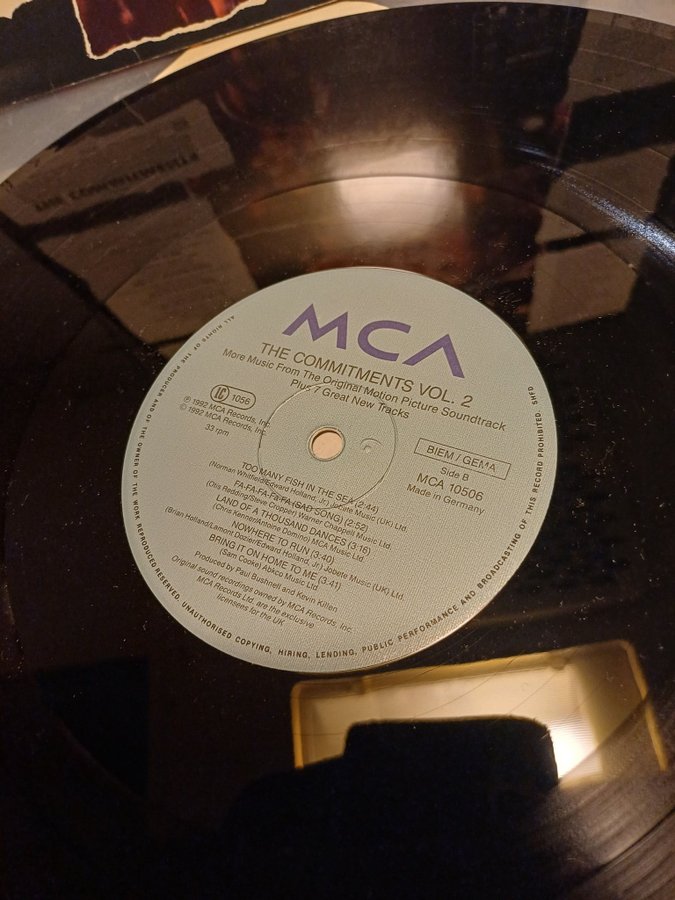 MCA
THE COMMITMENTS VOL. 2
More Music From The Original Motion Picture Soundtrack
Plus 7 Great New Tracks
LC 1056
℗ 1992 MCA Records, Inc.
© 1992 MCA Records, Inc.
33 rpm
BIEM / GEMA
Side B
MCA 10506
Made in Germany
TOO MANY FISH IN THE SEA (2:44)
(Norman Whitfield/Edward Holland, Jr.) Jobete Music (UK) Ltd.
FA-FA-FA-FA-FA (SAD SONG) (2:52)
(Otis Redding/Steve Cropper) Warner Chappell Music Ltd
LAND OF A THOUSAND DANCES (3:16)
(Chris Kenner/Antoine Domino) MCA Music Ltd
NOWHERE TO RUN (3:40)
(Brian Holland/Lamont Dozier/Edward Holland, Jr.) Jobete Music (UK) Ltd.
BRING IT ON HOME TO ME (3:41)
(Sam Cooke) Abkco Music Ltd
Produced by Paul Bushnell and Kevin Killen
Original sound recordings owned by MCA Records, Inc.
MCA Records Ltd. are the exclusive
licensees for the UK
ALL RIGHTS OF THE PRODUCER AND OF THE OWNER OF THE WORK REPRODUCED RESERVED. UNAUTHORISED COPYING, HIRING, LENDING, PUBLIC PERFORMANCE AND BROADCASTING OF THIS RECORD PROHIBITED. SHFD